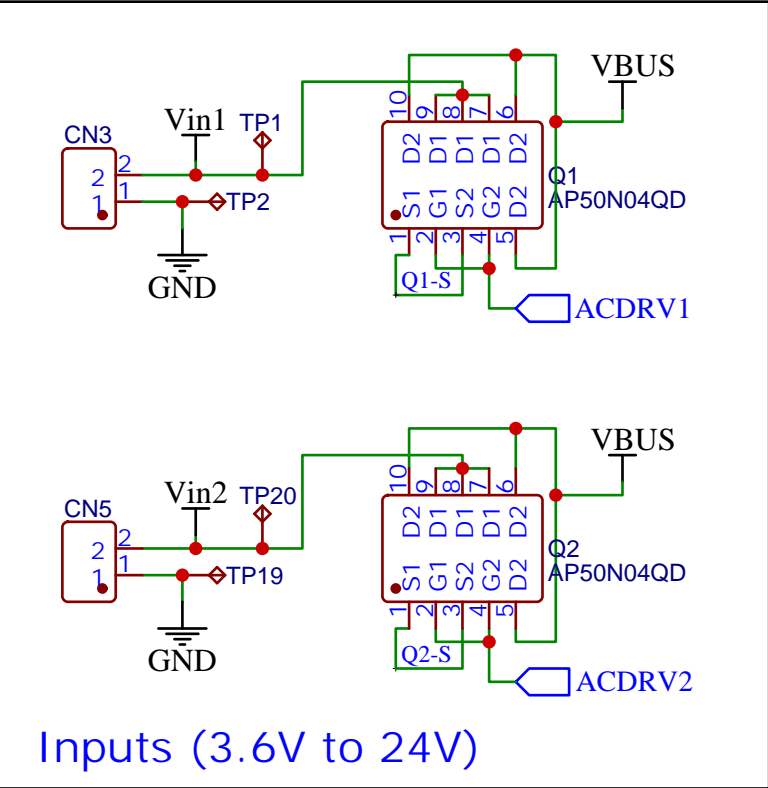 VBUS
Vin1 TP1
CN3
10 9 8 7 6
D2 D1 D1 D1 D2
2 2
1 1
TP2
S1 G1 S2 G2 D2
1 2 3 4 5
Q1
AP50N04QD
GND
Q1-S
ACDRV1
VBUS
Vin2 TP20
CN5
10 9 8 7 6
D2 D1 D1 D1 D2
2 2
1 1
TP19
S1 G1 S2 G2 D2
1 2 3 4 5
Q2
AP50N04QD
GND
Q2-S
ACDRV2
Inputs (3.6V to 24V)